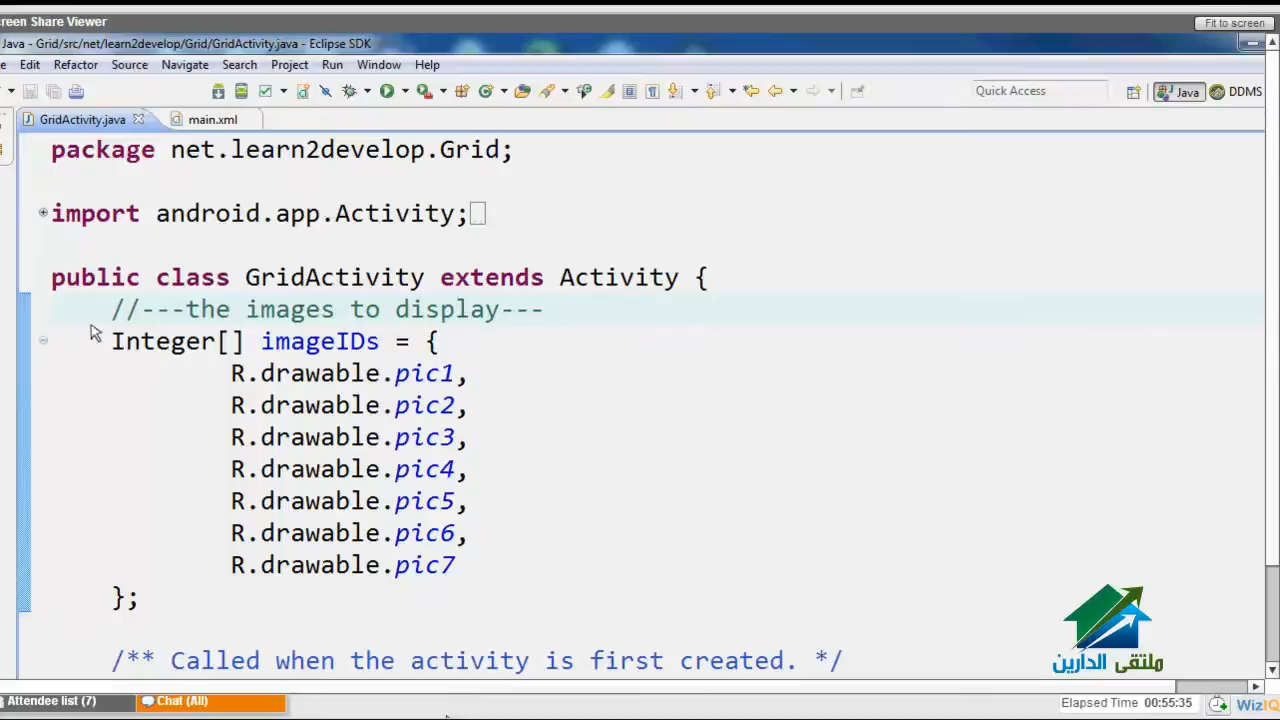 reen Share Viewer
Fit to screen
Java - Grid/src/net/learn2develop/Grid/GridActivity.java - Eclipse SDK
e Edit Refactor Source Navigate Search Project Run Window Help
Quick Access
Java
DDMS
GridActivity.java
main.xml
package net.learn2develop.Grid;
import android.app.Activity;
public class GridActivity extends Activity {
//---the images to display---
Integer[] imageIDs = {
R.drawable.pic1,
R.drawable.pic2,
R.drawable.pic3,
R.drawable.pic4,
R.drawable.pic5,
R.drawable.pic6,
R.drawable.pic7
};
/** Called when the activity is first created. */
ملتقى الدارين
Attendee list (7)
Chat (All)
Elapsed Time 00:55:35
WizIQ